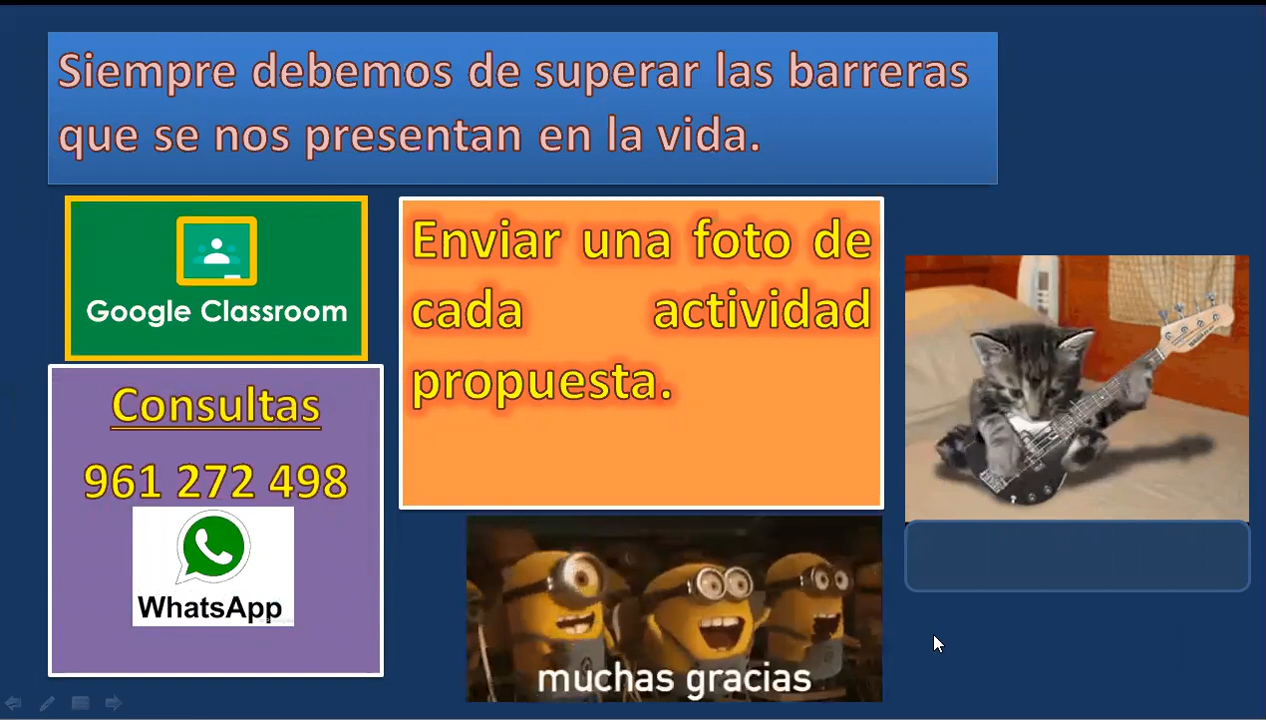 Siempre debemos de superar las barreras
que se nos presentan en la vida.
Google Classroom
Enviar una foto de
cada actividad
propuesta.
Consultas
961 272 498
WhatsApp
muchas gracias